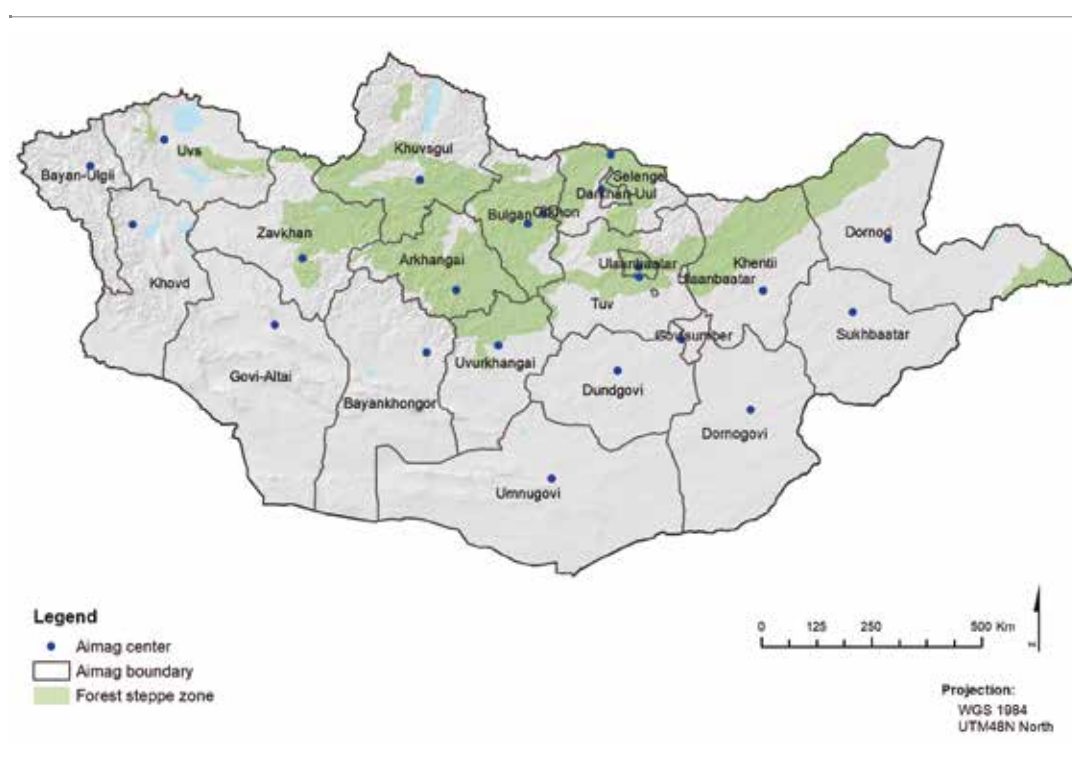 Uvs
Khuvsgul
Bayan-Ulgii
Selenge
Darkhan-Uul
Bulgan
Orkhon
Zavkhan
Dornod
Arkhangai
Ulaanbaatar
Khentii
Ulaanbaatar
Khovd
Tuv
Govisumber
Sukhbaatar
Uvurkhangai
Govi-Altai
Dundgovi
Bayankhongor
Dornogovi
Umnugovi
Legend
Aimag center
Aimag boundary
Forest steppe zone
0 125 250 500 Km
N
Projection:
WGS 1984
UTM48N North